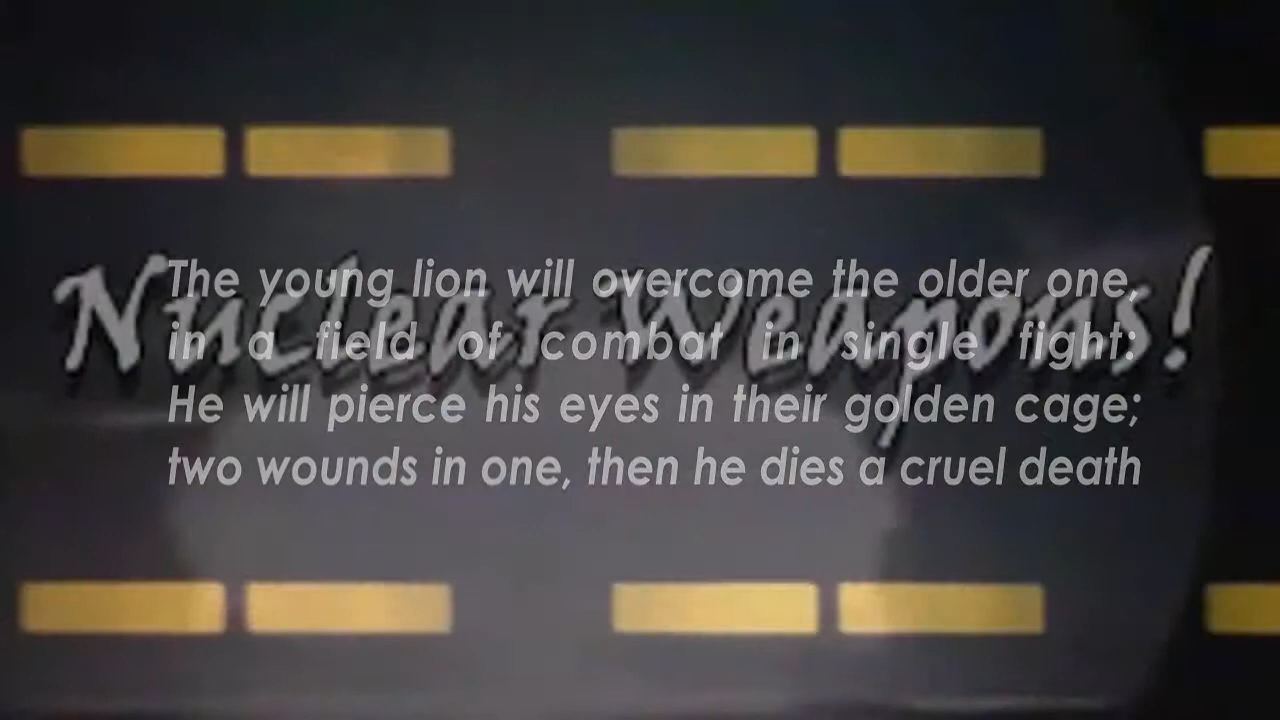 Nuclear Weapons!
The young lion will overcome the older one,
in a field of combat in single fight:
He will pierce his eyes in their golden cage;
two wounds in one, then he dies a cruel death